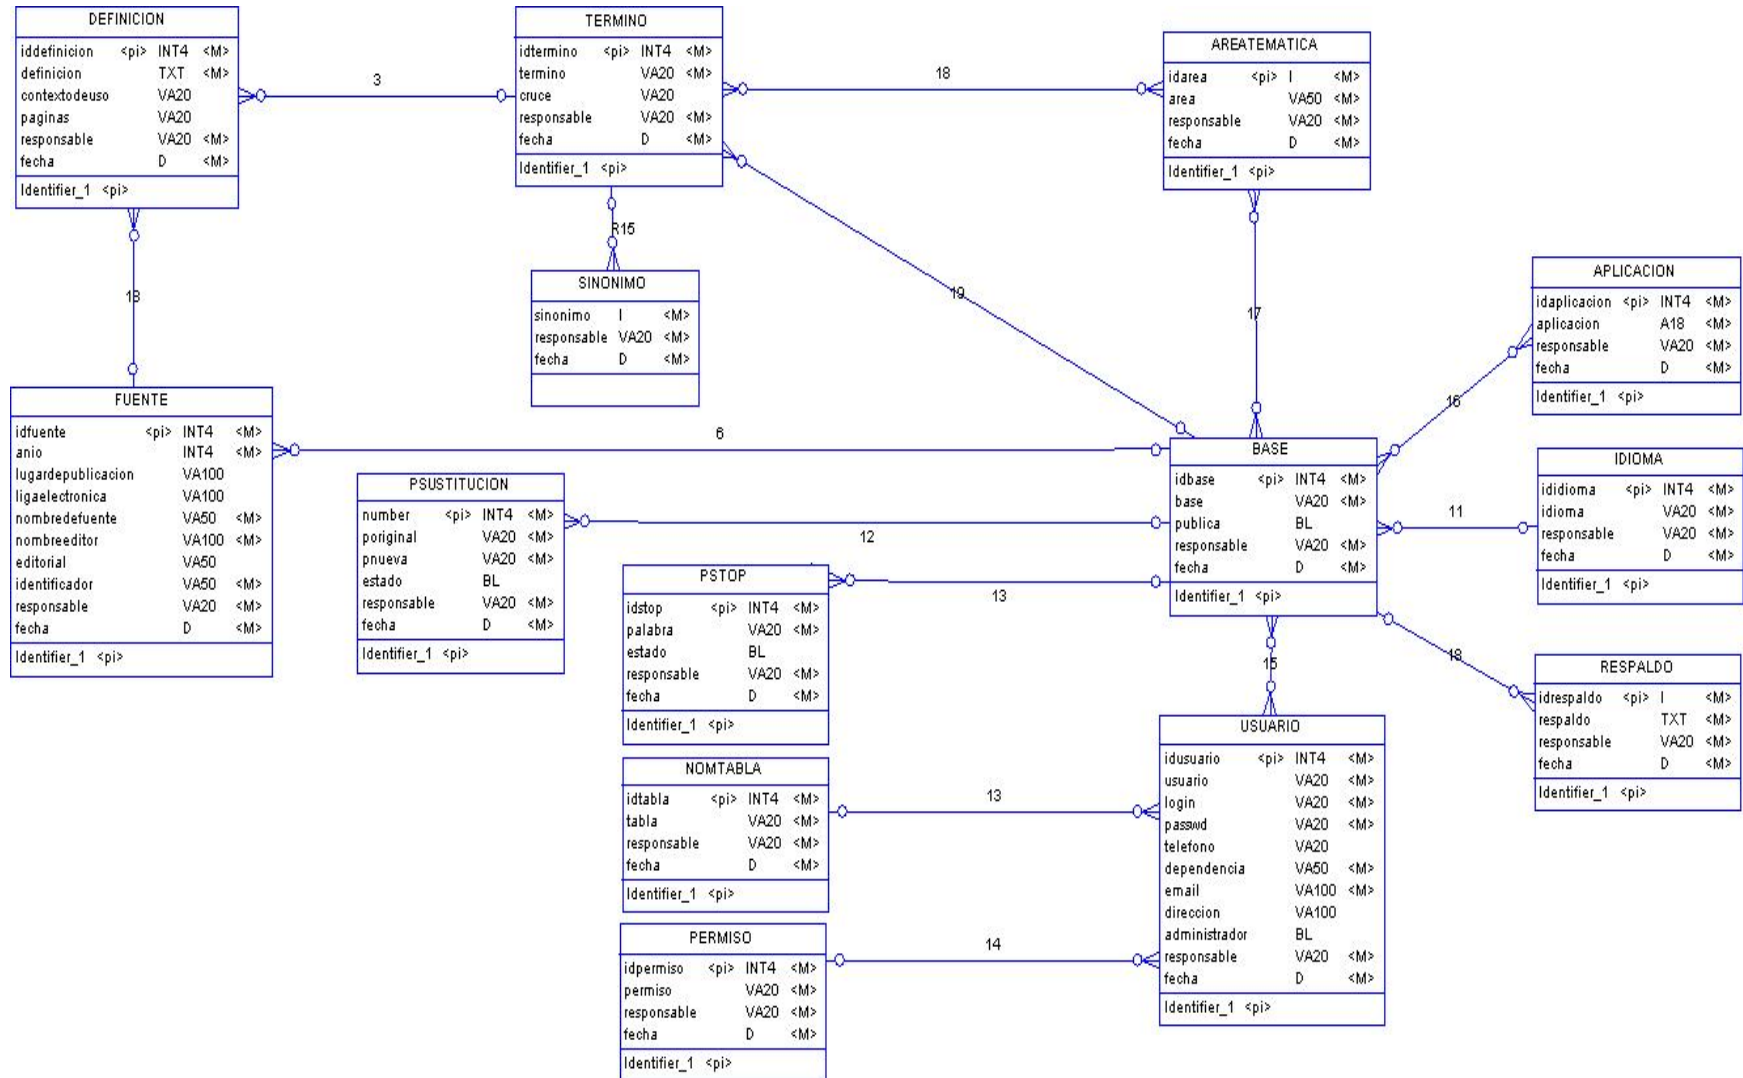 DEFINICION
iddefinicion <pi> INT4 <M>
definicion TXT <M>
contextodeuso VA20
paginas VA20
responsable VA20 <M>
fecha D <M>
Identifier_1 <pi>
3
TERMINO
idtermino <pi> INT4 <M>
termino VA20 <M>
cruce VA20
responsable VA20 <M>
fecha D <M>
Identifier_1 <pi>
18
AREATEMATICA
idarea <pi> I <M>
area VA50 <M>
responsable VA20 <M>
fecha D <M>
Identifier_1 <pi>
R15
SINONIMO
sinonimo I <M>
responsable VA20 <M>
fecha D <M>
18
19
17
APLICACION
idaplicacion <pi> INT4 <M>
aplicacion A18 <M>
responsable VA20 <M>
fecha D <M>
Identifier_1 <pi>
16
FUENTE
idfuente <pi> INT4 <M>
anio INT4 <M>
lugardepublicacion VA100
ligaelectronica VA100
nombredefuente VA50 <M>
nombreeditor VA100 <M>
editorial VA50
identificador VA50 <M>
responsable VA20 <M>
fecha D <M>
Identifier_1 <pi>
6
BASE
idbase <pi> INT4 <M>
base VA20 <M>
publica BL
responsable VA20 <M>
fecha D <M>
Identifier_1 <pi>
11
IDIOMA
ididioma <pi> INT4 <M>
idioma VA20 <M>
responsable VA20 <M>
fecha D <M>
Identifier_1 <pi>
PSUSTITUCION
number <pi> INT4 <M>
poriginal VA20 <M>
pnueva VA20 <M>
estado BL
responsable VA20 <M>
fecha D <M>
Identifier_1 <pi>
12
PSTOP
idstop <pi> INT4 <M>
palabra VA20 <M>
estado BL
responsable VA20 <M>
fecha D <M>
Identifier_1 <pi>
13
15
18
RESPALDO
idrespaldo <pi> I <M>
respaldo TXT <M>
responsable VA20 <M>
fecha D <M>
Identifier_1 <pi>
USUARIO
idusuario <pi> INT4 <M>
usuario VA20 <M>
login VA20 <M>
passwd VA20 <M>
telefono VA20
dependencia VA50 <M>
email VA100 <M>
direccion VA100
administrador BL
responsable VA20 <M>
fecha D <M>
Identifier_1 <pi>
NOMTABLA
idtabla <pi> INT4 <M>
tabla VA20 <M>
responsable VA20 <M>
fecha D <M>
Identifier_1 <pi>
13
PERMISO
idpermiso <pi> INT4 <M>
permiso VA20 <M>
responsable VA20 <M>
fecha D <M>
Identifier_1 <pi>
14